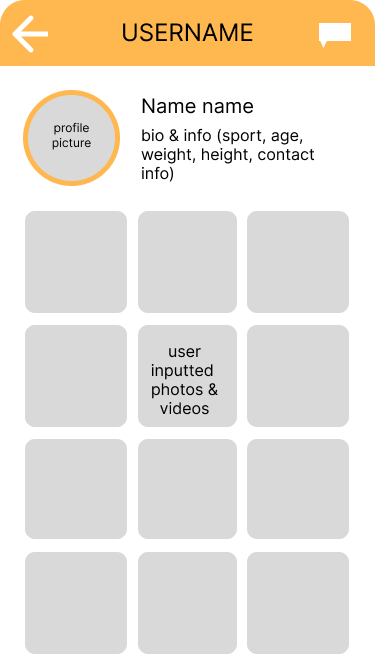 USERNAME
profile
picture
Name name
bio & info (sport, age,
weight, height, contact
info)
user
inputted
photos &
videos